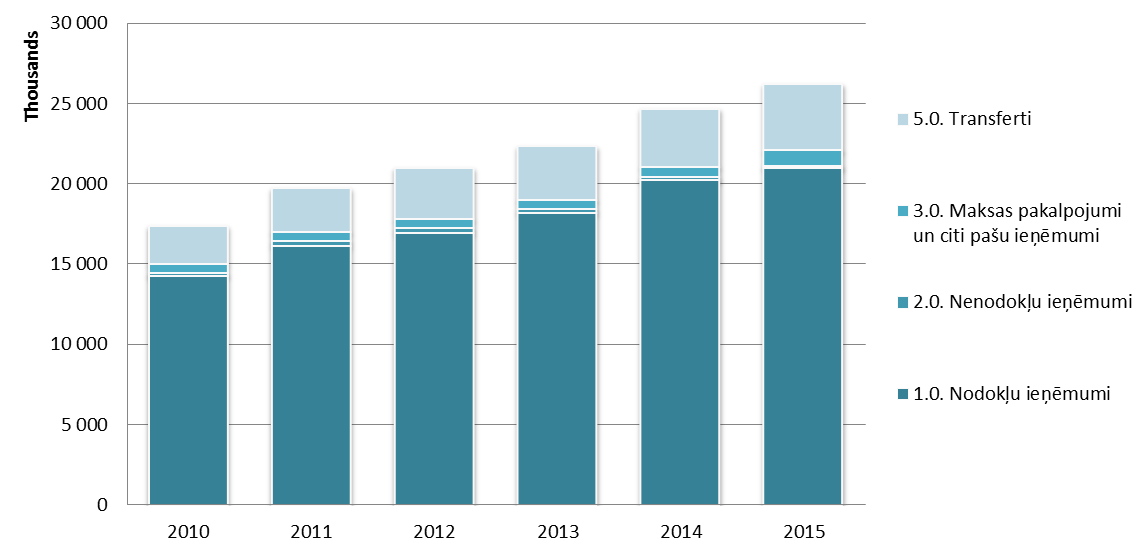 Thousands
30 000
25 000
20 000
15 000
10 000
5 000
0
2010
2011
2012
2013
2014
2015
5.0. Transferti
3.0. Maksas pakalpojumi
un citi pašu ieņēmumi
2.0. Nenodokļu ieņēmumi
1.0. Nodokļu ieņēmumi